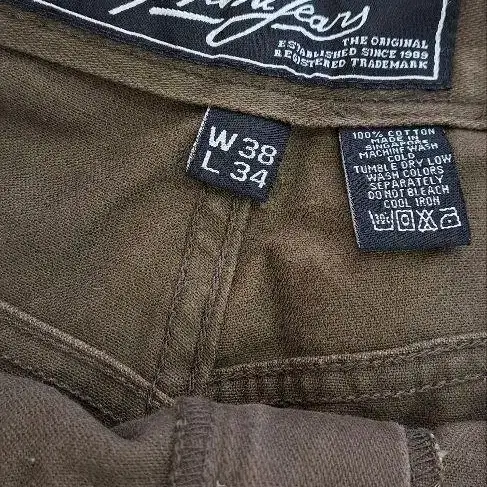 Jeans
THE ORIGINAL
ESTABLISHED SINCE 1989
REGISTERED TRADEMARK
W 38
L 34
100% COTTON
MADE IN
SINGAPORE
MACHINE WASH
COLD
TUMBLE DRY LOW
WASH COLORS
SEPARATELY
DO NOT BLEACH
COOL IRON